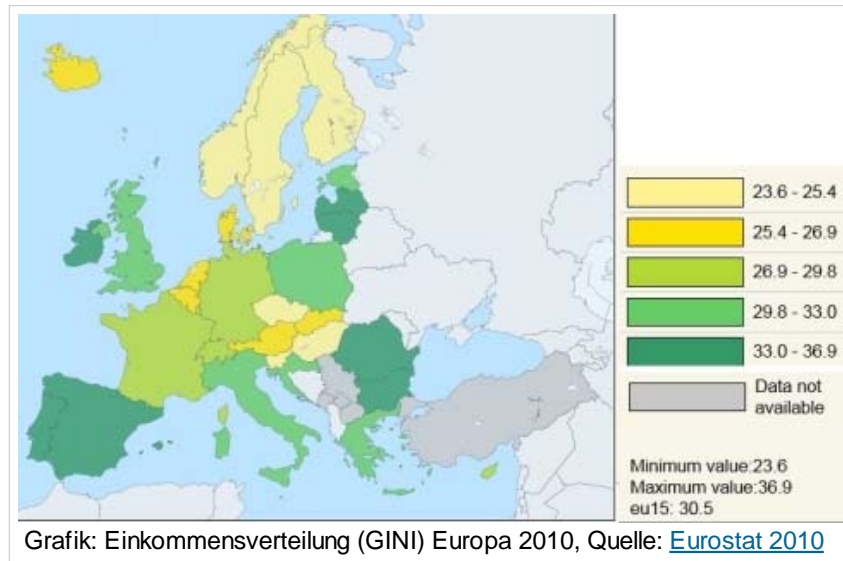 23.6 - 25.4
25.4 - 26.9
26.9 - 29.8
29.8 - 33.0
33.0 - 36.9
Data not
available
Minimum value:23.6
Maximum value:36.9
eu15: 30.5
Grafik: Einkommensverteilung (GINI) Europa 2010, Quelle: Eurostat 2010